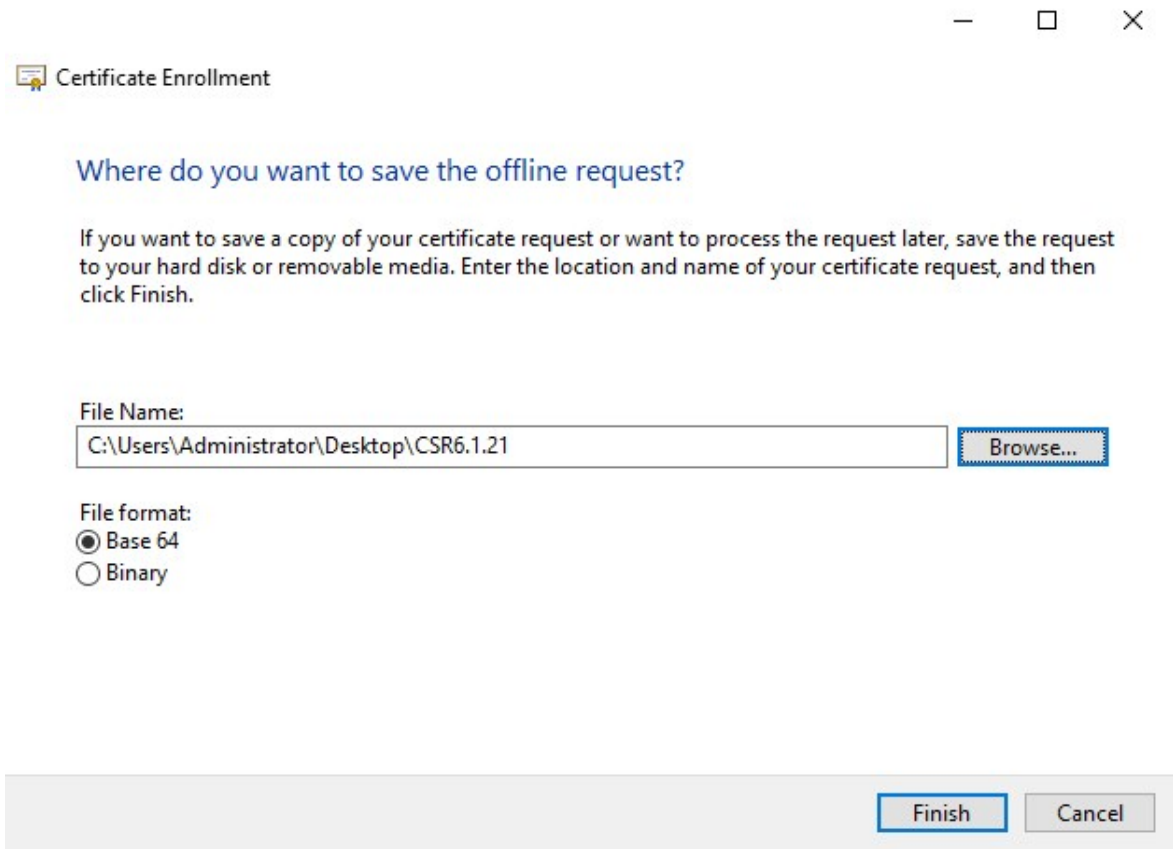 Certificate Enrollment
Where do you want to save the offline request?
If you want to save a copy of your certificate request or want to process the request later, save the request
to your hard disk or removable media. Enter the location and name of your certificate request, and then
click Finish.
File Name:
C:\Users\Administrator\Desktop\CSR6.1.21
Browse...
File format:
Base 64
Binary
Finish
Cancel